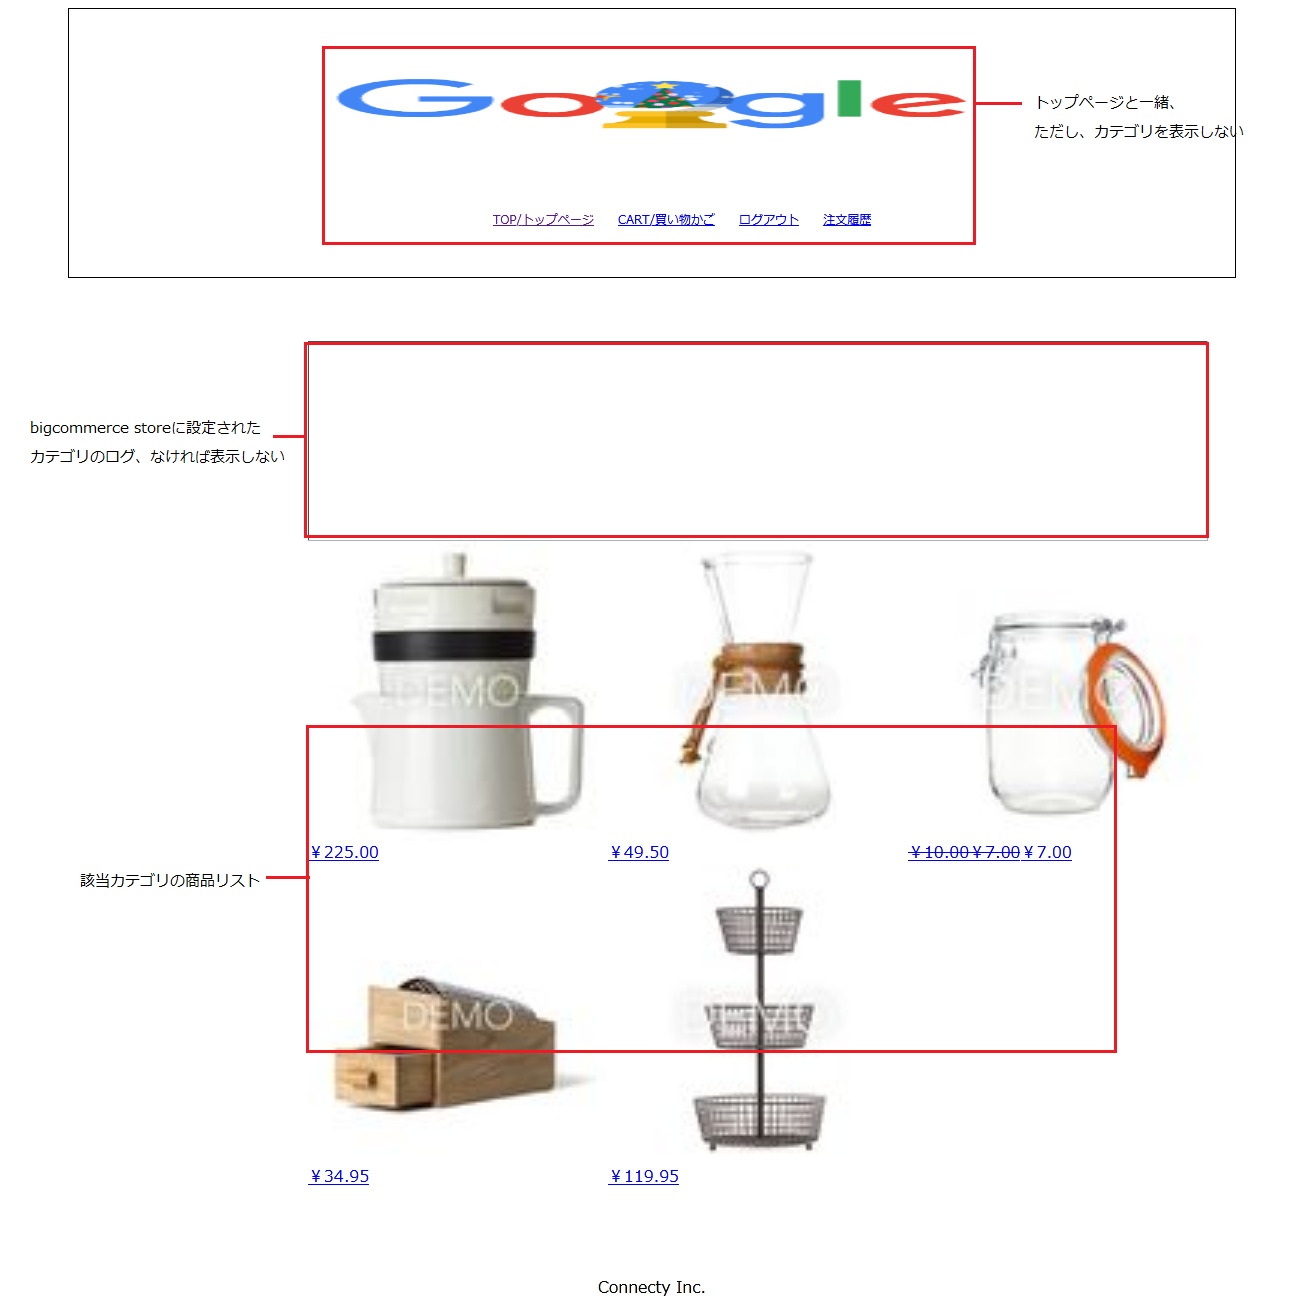 Google
トップページと一緒、
ただし、カテゴリを表示しない
TOP/トップページ CART/買い物かご ログアウト 注文履歴
bigcommerce storeに設定された
カテゴリのログ、なければ表示しない
DEMO DEMO DEMO
￥225.00 ￥49.50 ￥10.00￥7.00￥7.00
該当カテゴリの商品リスト
DEMO DEMO
￥34.95 ￥119.95
Connecty Inc.